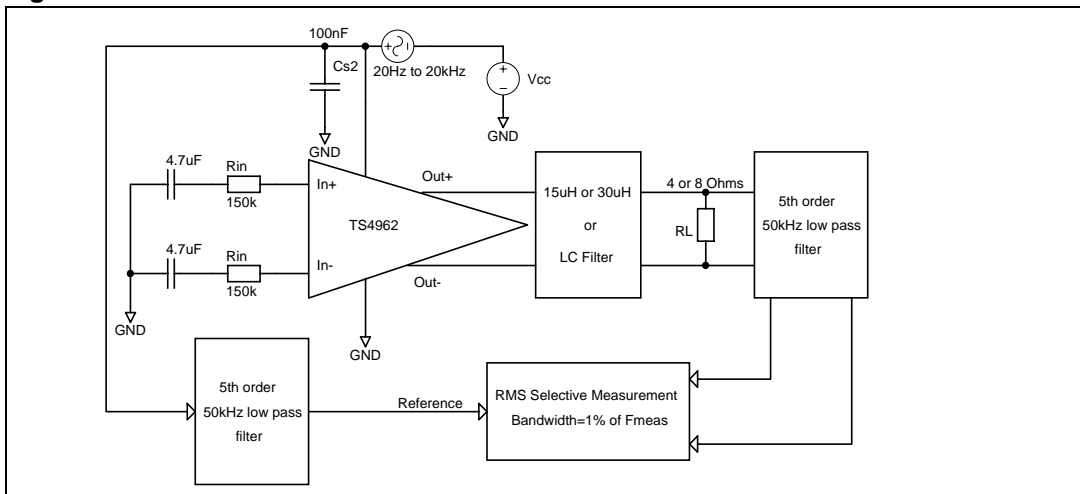 100nF
Cs2
20Hz to 20kHz
Vcc
GND
GND
4.7uF
Rin
150k
In+
Out+
TS4962
15uH or 30uH
or
LC Filter
4 or 8 Ohms
RL
5th order
50kHz low pass
filter
4.7uF
Rin
150k
In-
Out-
GND
GND
5th order
50kHz low pass
filter
Reference
RMS Selective Measurement
Bandwidth=1% of Fmeas